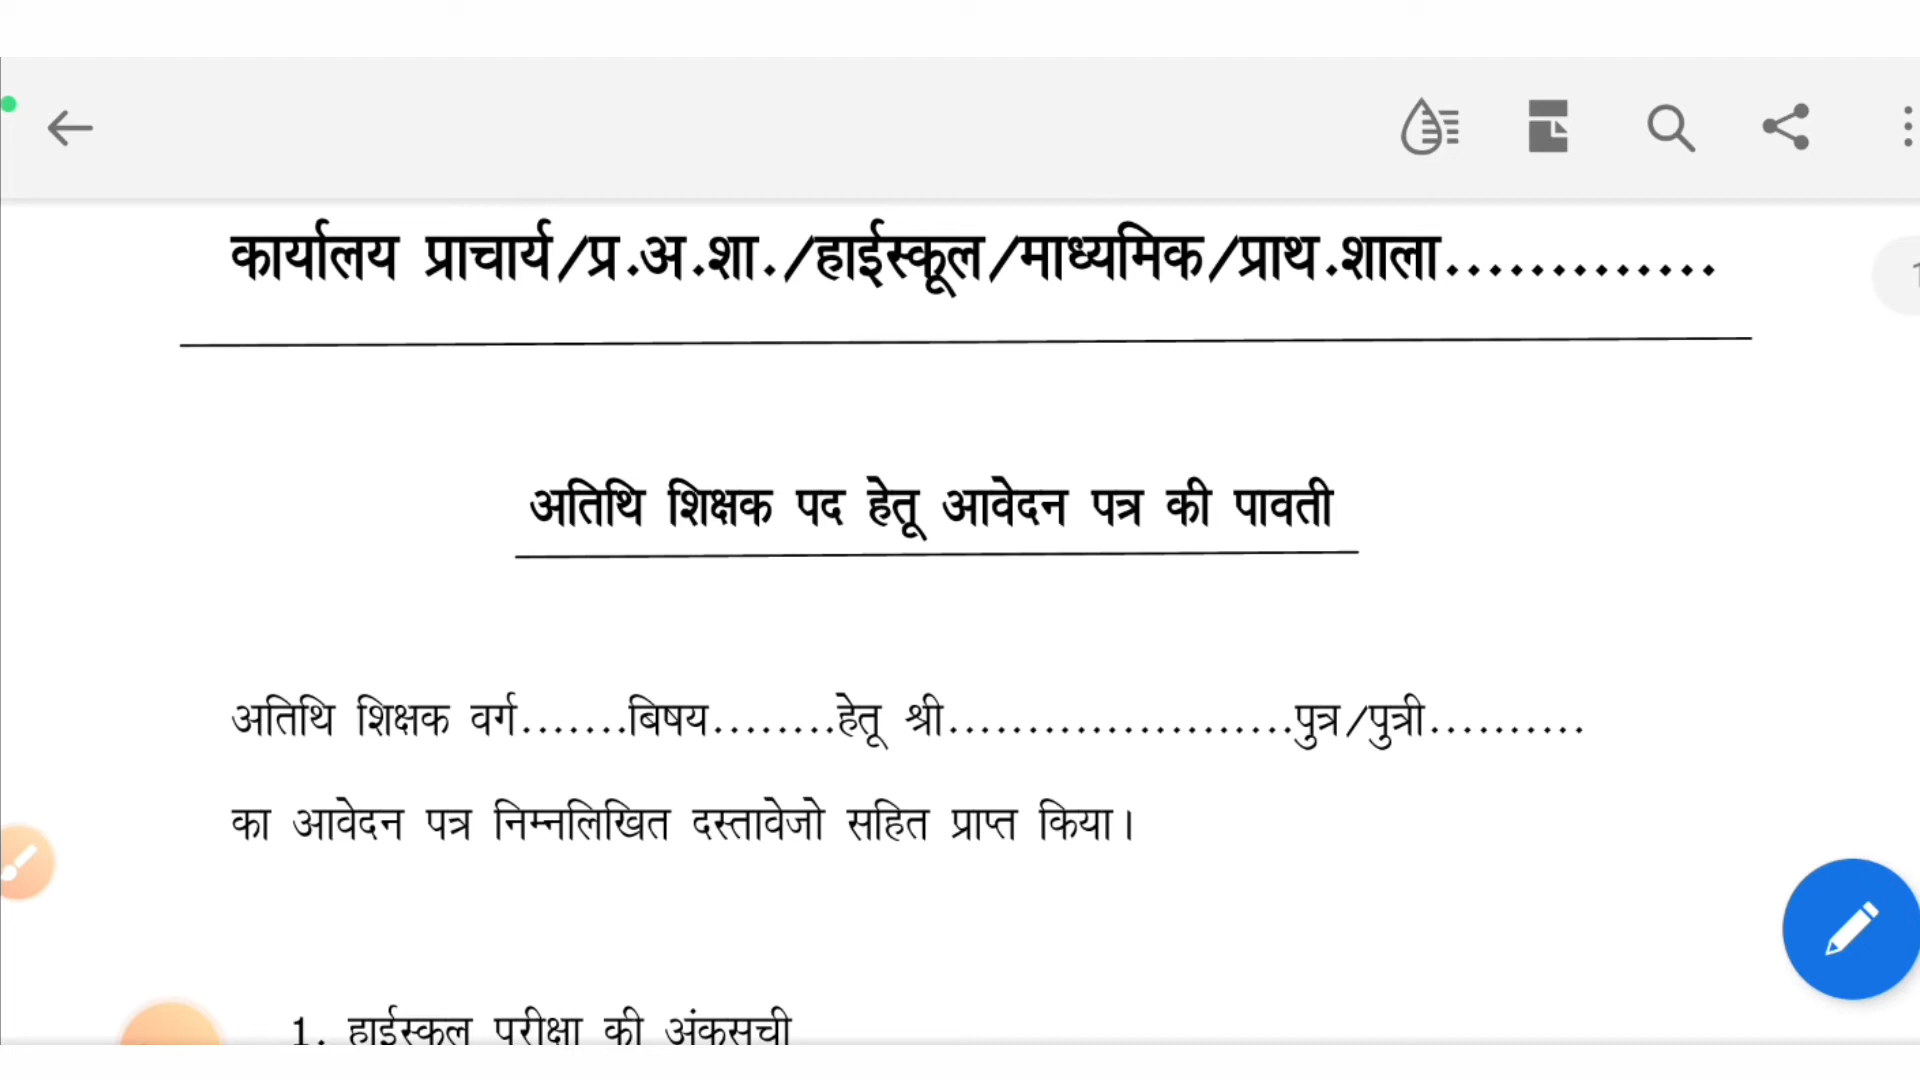 कार्यालय प्राचार्य/प्र.अ.शा./हाईस्कूल/माध्यमिक/प्राथ.शाला.............
1
अतिथि शिक्षक पद हेतू आवेदन पत्र की पावती
अतिथि शिक्षक वर्ग.......बिषय........हेतू श्री......................पुत्र/पुत्री..........
का आवेदन पत्र निम्नलिखित दस्तावेजो सहित प्राप्त किया।
1. हाईस्कूल परीक्षा की अंकसूची